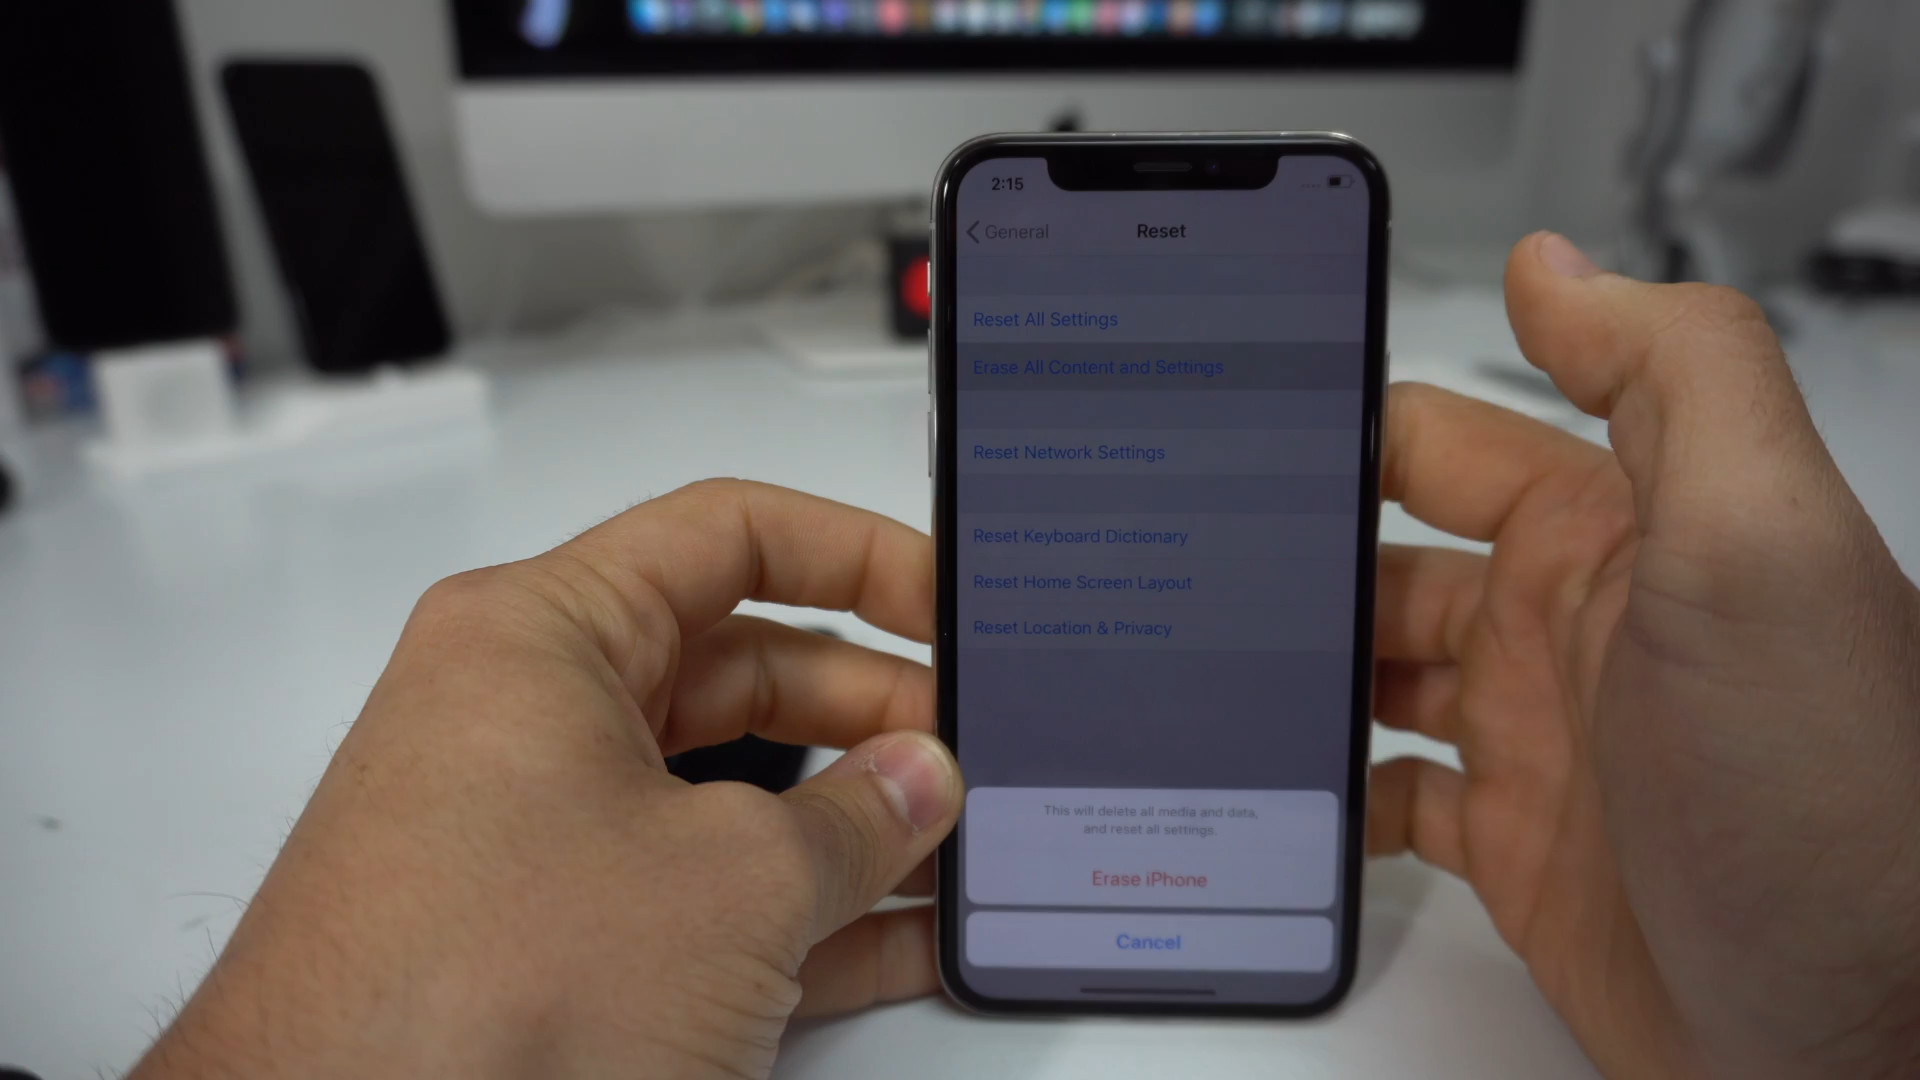 2:15
General
Reset
Reset All Settings
Erase All Content and Settings
Reset Network Settings
Reset Keyboard Dictionary
Reset Home Screen Layout
Reset Location & Privacy
This will delete all media and data,
and reset all settings.
Erase iPhone
Cancel